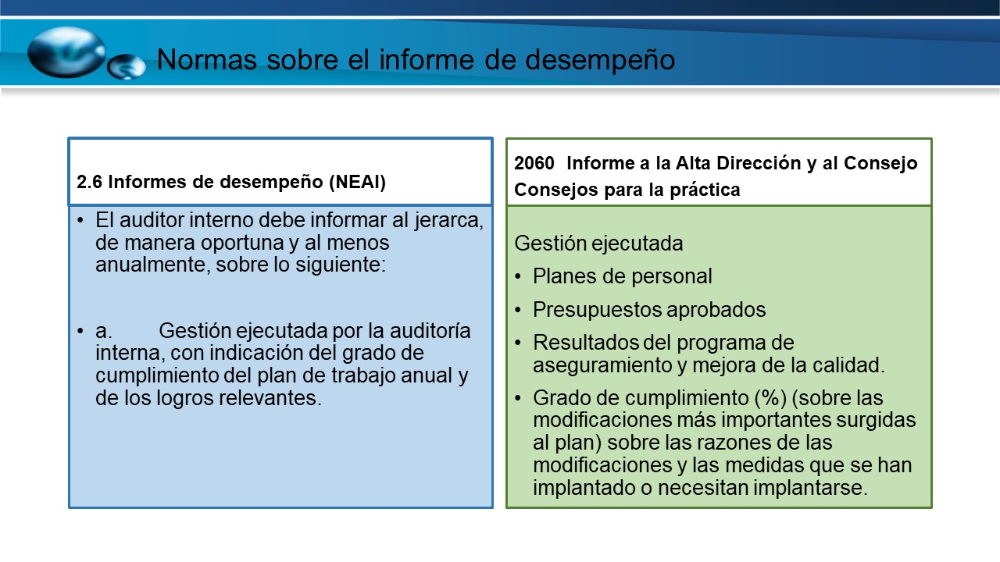 Normas sobre el informe de desempeño
2.6 Informes de desempeño (NEAI)
• El auditor interno debe informar al jerarca,
de manera oportuna y al menos
anualmente, sobre lo siguiente:
• a. Gestión ejecutada por la auditoría
interna, con indicación del grado de
cumplimiento del plan de trabajo anual y
de los logros relevantes.
2060 Informe a la Alta Dirección y al Consejo
Consejos para la práctica
Gestión ejecutada
• Planes de personal
• Presupuestos aprobados
• Resultados del programa de
aseguramiento y mejora de la calidad.
• Grado de cumplimiento (%) (sobre las
modificaciones más importantes surgidas
al plan) sobre las razones de las
modificaciones y las medidas que se han
implantado o necesitan implantarse.